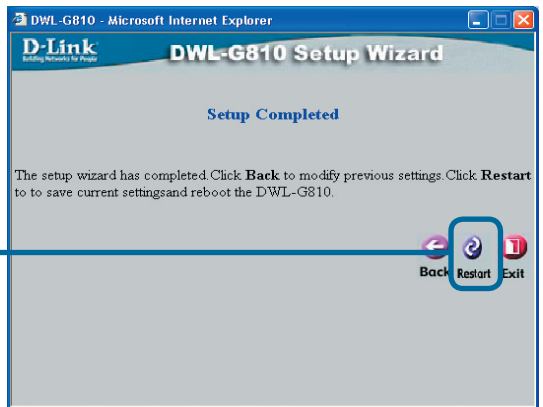 DWL-G810 - Microsoft Internet Explorer
D-Link
Building Networks for People
DWL-G810 Setup Wizard
Setup Completed
The setup wizard has completed.Click Back to modify previous settings.Click Restart
to to save current settingsand reboot the DWL-G810.
Back Restart Exit